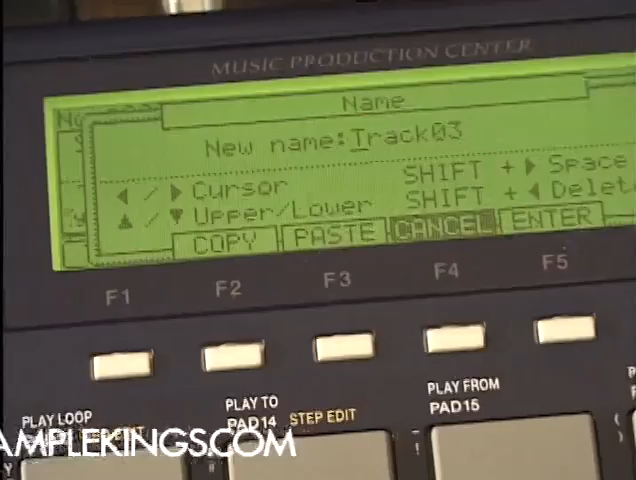 MUSIC PRODUCTION CENTER
Name
New name:Track03
Cursor SHIFT + Space
Upper/Lower SHIFT + Delete
COPY PASTE CANCEL ENTER
F1 F2 F3 F4 F5
PLAY LOOP
PLAY TO
PAD14 STEP EDIT
PLAY FROM
PAD15
AMPLEKINGS.COM